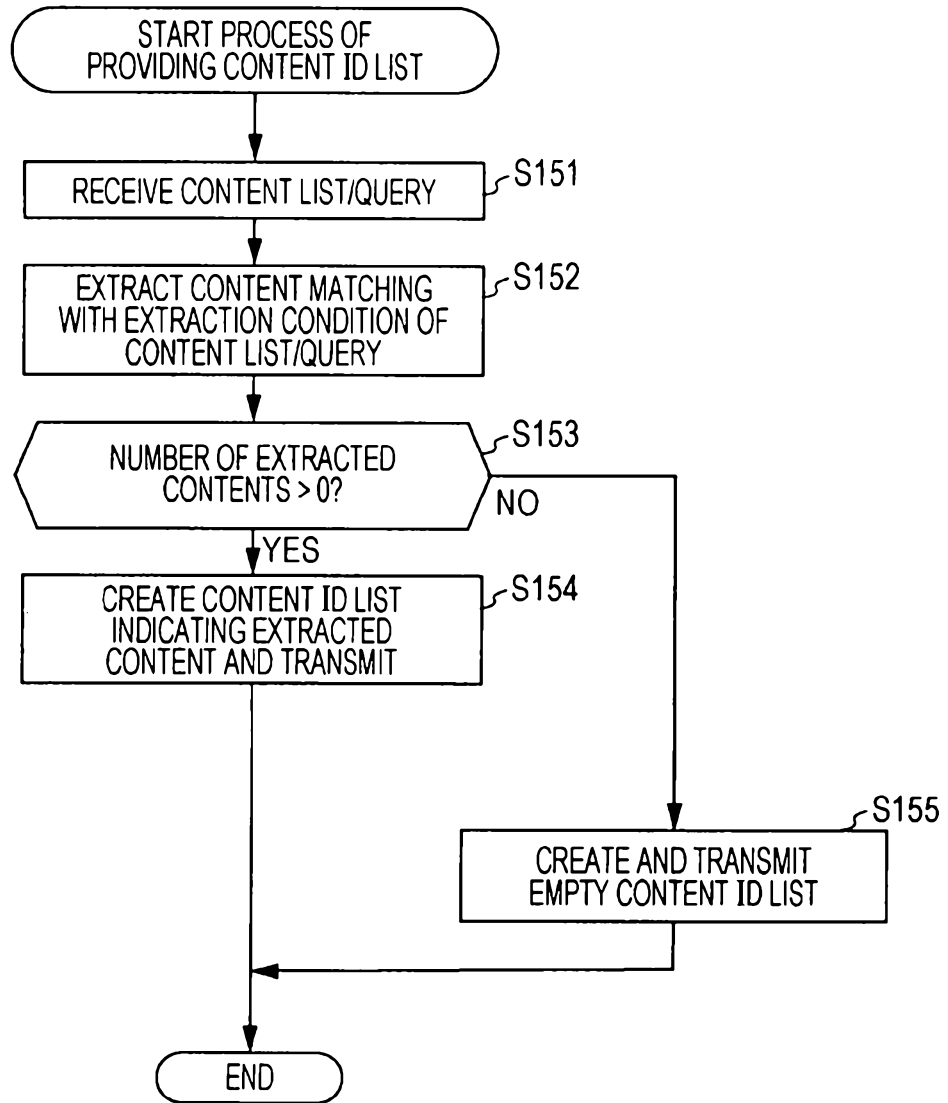 START PROCESS OF
PROVIDING CONTENT ID LIST
RECEIVE CONTENT LIST/QUERY
S151
EXTRACT CONTENT MATCHING
WITH EXTRACTION CONDITION OF
CONTENT LIST/QUERY
S152
NUMBER OF EXTRACTED
CONTENTS > 0?
S153
NO
YES
CREATE CONTENT ID LIST
INDICATING EXTRACTED
CONTENT AND TRANSMIT
S154
S155
CREATE AND TRANSMIT
EMPTY CONTENT ID LIST
END